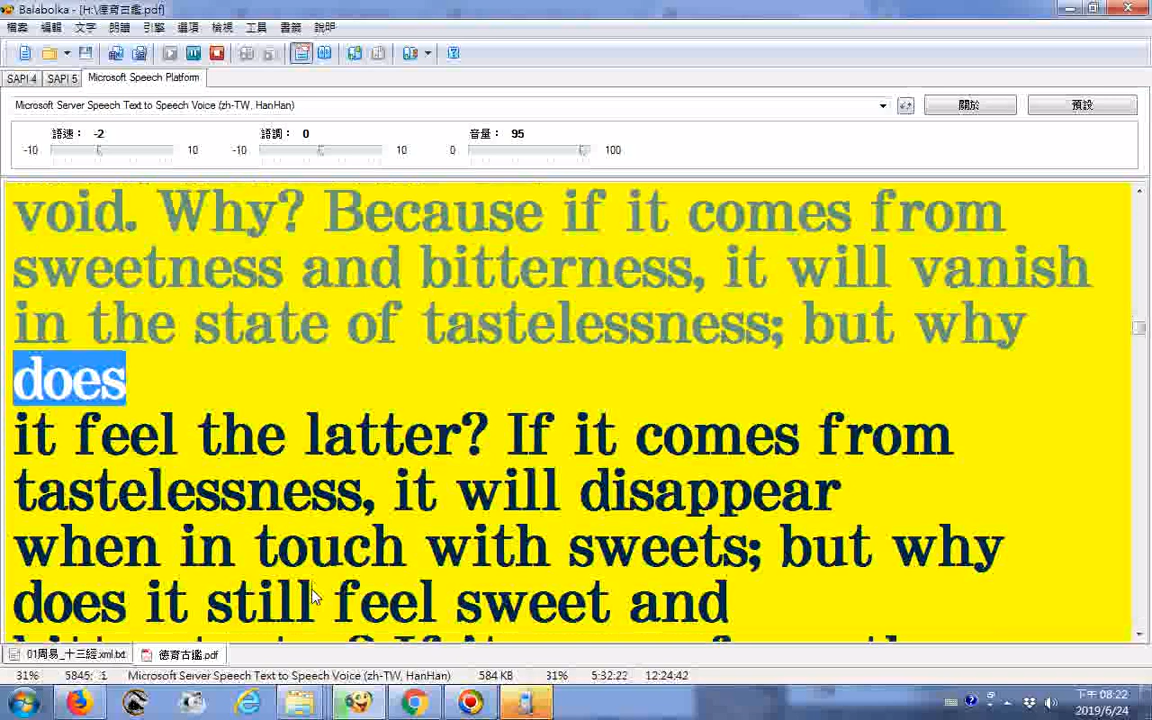 Balabolka - [H:\德育古鑑.pdf]
檔案 編輯 文字 朗讀 引擎 選項 檢視 工具 書籤 說明
SAPI 4 SAPI 5 Microsoft Speech Platform
Microsoft Server Speech Text to Speech Voice (zh-TW, HanHan) 關於 預設
語速: -2 語調: 0 音量: 95
-10 10 -10 10 0 100
void. Why? Because if it comes from
sweetness and bitterness, it will vanish
in the state of tastelessness; but why
does
it feel the latter? If it comes from
tastelessness, it will disappear
when in touch with sweets; but why
does it still feel sweet and
01周易_十三經.xml.txt 德育古鑑.pdf
31% 5845: 1 Microsoft Server Speech Text to Speech Voice (zh-TW, HanHan) 584 KB 31% 5:32:22 12:24:42
下午 08:22
2019/6/24